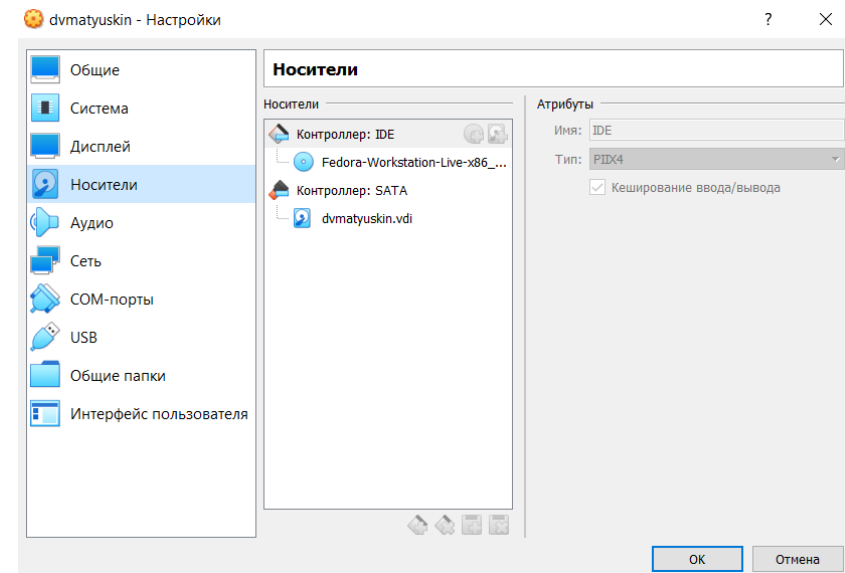 dvmatyuskin - Настройки
? ×
Общие
Система
Дисплей
Носители
Аудио
Сеть
COM-порты
USB
Общие папки
Интерфейс пользователя
Носители
Носители
Контроллер: IDE
Fedora-Workstation-Live-x86_...
Контроллер: SATA
dvmatyuskin.vdi
Атрибуты
Имя: IDE
Тип: PIIX4
Кеширование ввода/вывода
OK Отмена